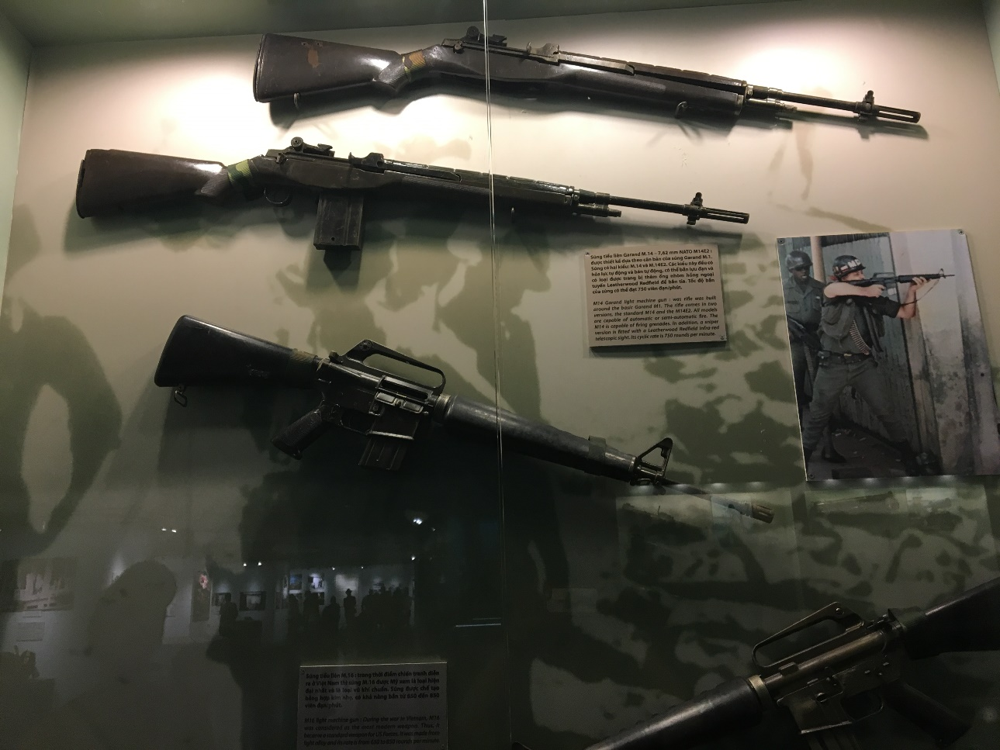 Súng tiểu liên Garand M.14 – 7,62 mm NATO M14E2 :
được thiết kế dựa theo căn bản của súng Garand M.1.
Súng có hai kiểu: M.14 và M.14E2. Các kiểu này đều có
hỏa lực tự động và bán tự động, có thể bắn lựu đạn và
có loại được trang bị thêm ống nhòm hồng ngoại
tuyến Leatherwood Redfield để bắn tỉa. Tốc độ bắn
của súng có thể đạt 750 viên đạn/phút.
M14 Garand light machine gun : was rifle was built
around the basic Garand M1. The rifle comes in two
versions, the standard M14 and the M14E2. All models
are capable of automatic or semi-automatic fire. The
M14 is capable of firing grenades. In addition, a sniper
version is fitted with a Leatherwood Redfield infra-red
telescopic sight. Its cyclic rate is 750 rounds per minute.
MP
Súng tiểu liên M.16 : trong thời điểm chiến tranh diễn
ra ở Việt Nam thì súng M.16 được Mỹ xem là loại hiện
đại nhất và là loại vũ khí chuẩn. Súng được chế tạo
bằng hợp kim nhẹ, có khả năng bắn từ 650 đến 850
viên đạn/phút.
M16 light machine gun : During the war in Vietnam, M16
was considered as the most modern weapons. Thus, it
became a standard weapon for US forces. It was made from
light alloy and its rate is from 650 to 850 rounds per minute